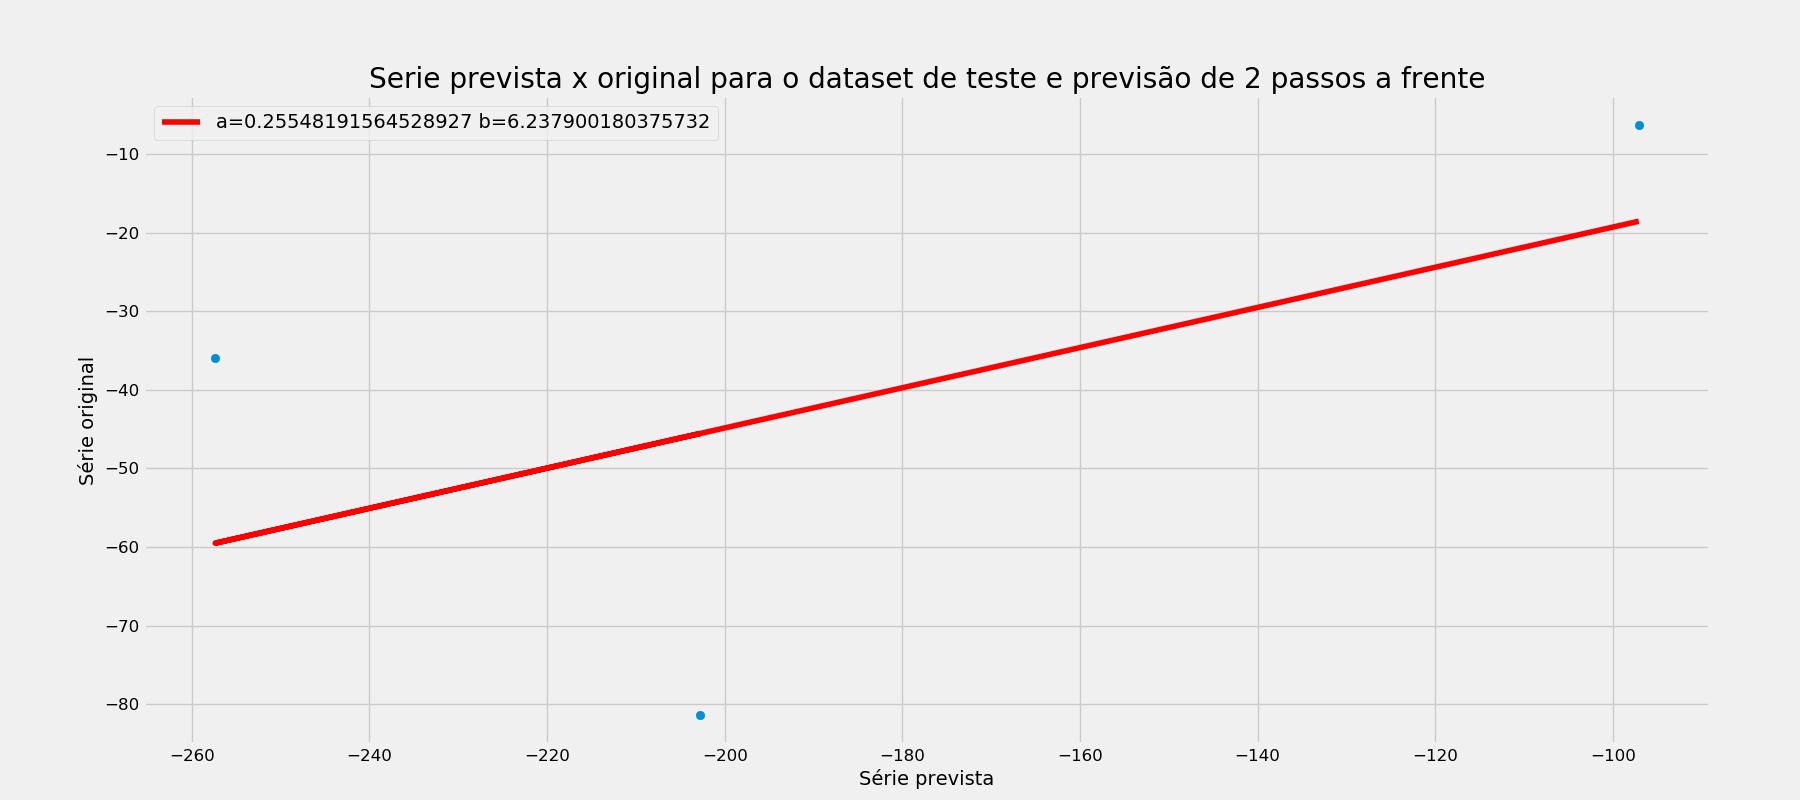 Serie prevista x original para o dataset de teste e previsão de 2 passos a frente
a=0.25548191564528927 b=6.237900180375732
−10
−20
−30
−40
−50
−60
−70
−80
Série original
−260 −240 −220 −200 −180 −160 −140 −120 −100
Série prevista